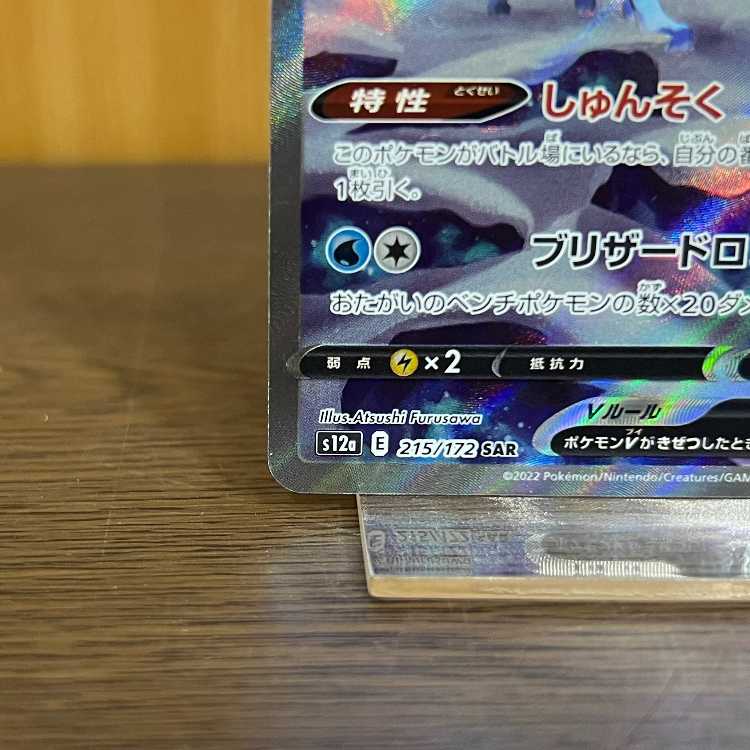 特性 とくせい しゅんそく
このポケモンがバトル場にいるなら、自分の番
1枚引く。
ブリザードロ
おたがいのベンチポケモンの数×20ダメ
弱点 ×2 抵抗力
Illus.Atsushi Furusawa
Vルール
s12a E 215/172 SAR
ポケモンVがきぜつしたとき
©2022 Pokémon/Nintendo/Creatures/GAM